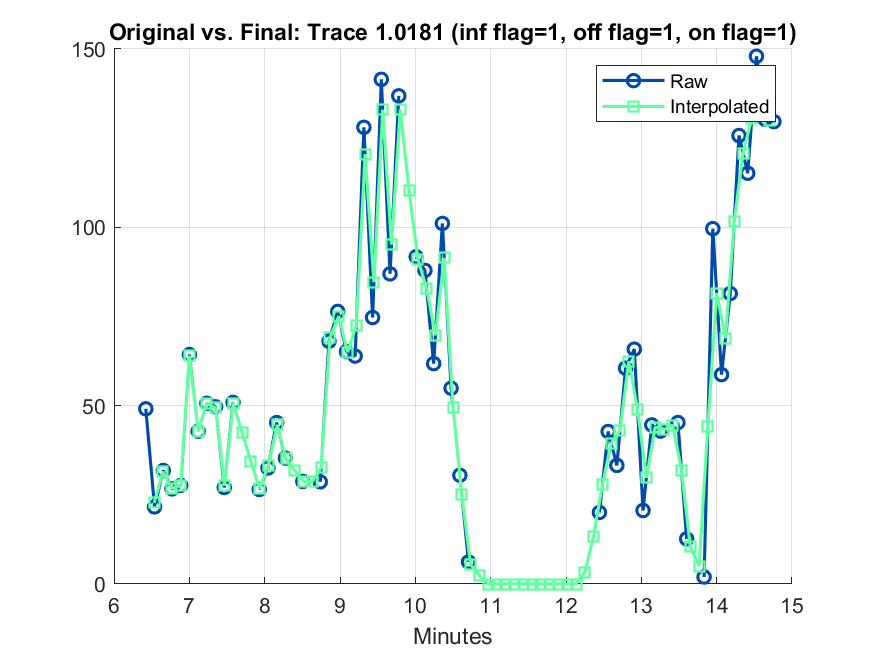 Original vs. Final: Trace 1.0181 (inf flag=1, off flag=1, on flag=1)
150
Raw
Interpolated
100
50
0
6 7 8 9 10 11 12 13 14 15
Minutes